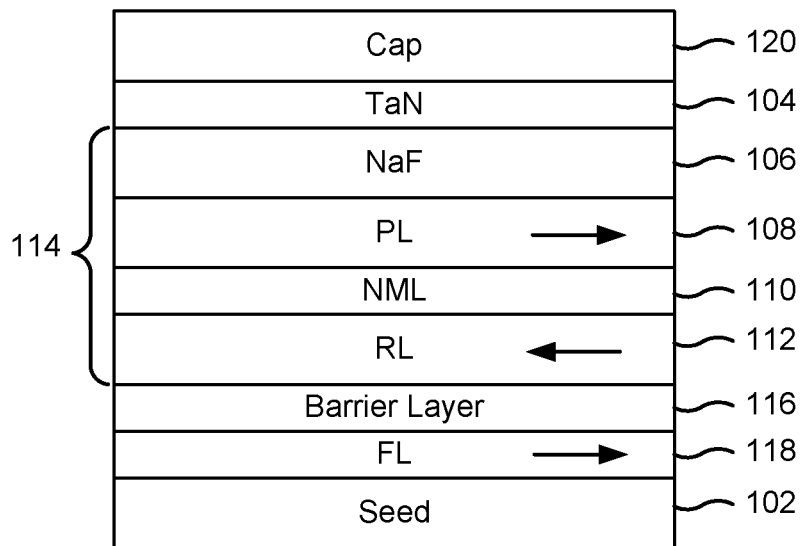 Cap 120
TaN 104
NaF 106
114
PL 108
NML 110
RL 112
Barrier Layer 116
FL 118
Seed 102